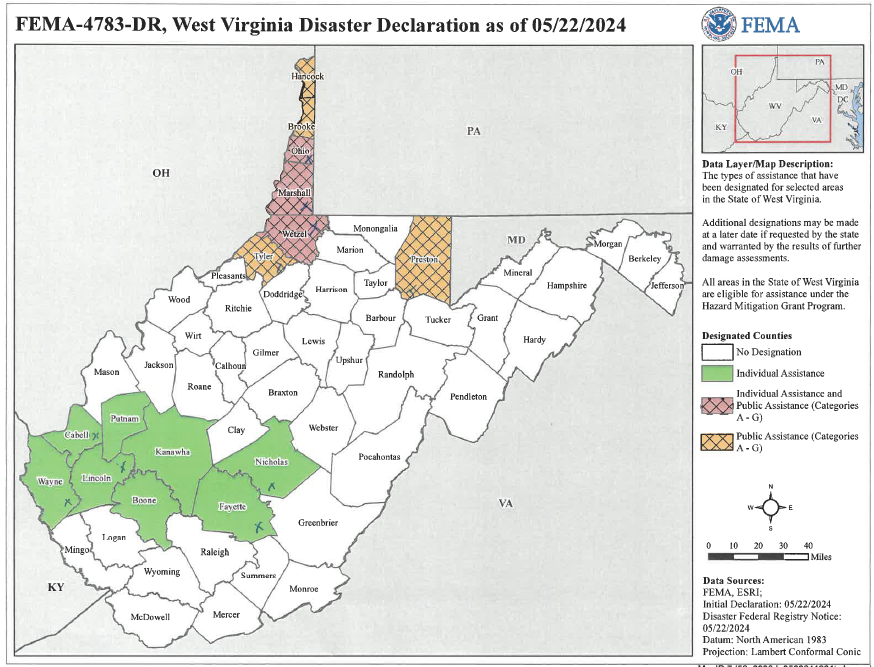 FEMA-4783-DR, West Virginia Disaster Declaration as of 05/22/2024
FEMA
Hancock
Brooke
Ohio
Marshall
Wetzel
Tyler
Monongalia
Marion
Preston
Pleasants
Doddridge
Harrison
Taylor
Wood
Ritchie
Barbour
Tucker
Grant
Mineral
Hampshire
Morgan
Berkeley
Jefferson
Hardy
Wirt
Lewis
Gilmer
Upshur
Randolph
Mason
Jackson
Roane
Calhoun
Braxton
Pendleton
Putnam
Cabell
Kanawha
Clay
Webster
Nicholas
Pocahontas
Wayne
Lincoln
Boone
Fayette
Greenbrier
Mingo
Logan
Raleigh
Wyoming
Summers
Monroe
McDowell
Mercer
OH
PA
MD
VA
KY
OH
PA
WV
MD
DC
KY
VA
Data Layer/Map Description:
The types of assistance that have
been designated for selected areas
in the State of West Virginia.
Additional designations may be made
at a later date if requested by the state
and warranted by the results of further
damage assessments.
All areas in the State of West Virginia
are eligible for assistance under the
Hazard Mitigation Grant Program.
Designated Counties
No Designation
Individual Assistance
Individual Assistance and
Public Assistance (Categories
A - G)
Public Assistance (Categories
A - G)
N
W
E
S
0 10 20 30 40
Miles
Data Sources:
FEMA, ESRI;
Initial Declaration: 05/22/2024
Disaster Federal Registry Notice:
05/22/2024
Datum: North American 1983
Projection: Lambert Conformal Conic